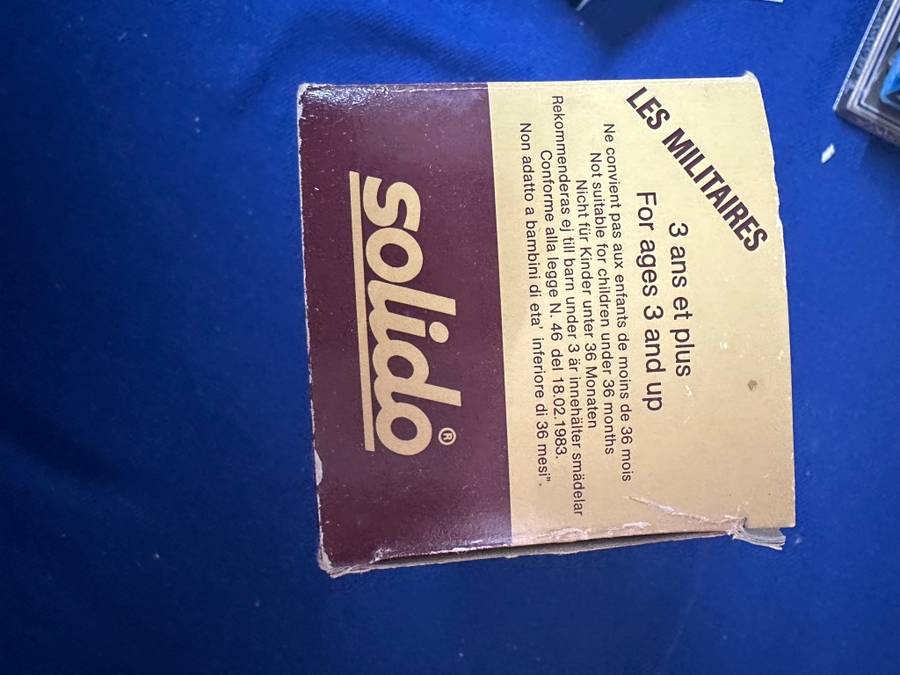 LES MILITAIRES
3 ans et plus
For ages 3 and up
Ne convient pas aux enfants de moins de 36 mois
Not suitable for children under 36 months
Nicht für Kinder unter 36 Monaten
Rekommenderas ej till barn under 3 är innehälter smädelar
Conforme alla legge N. 46 del 18.02.1983.
Non adatto a bambini di eta' inferiore di 36 mesi".
solido®